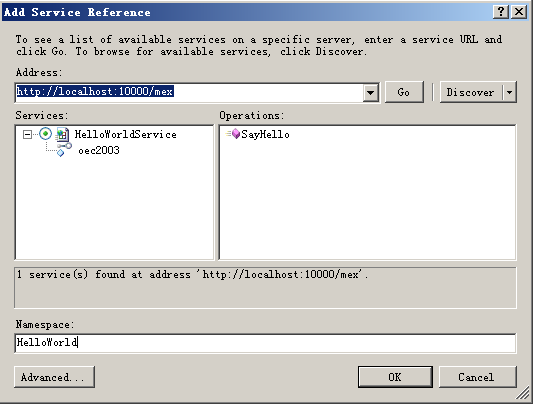 Add Service Reference
To see a list of available services on a specific server, enter a service URL and
click Go. To browse for available services, click Discover.
Address:
http://localhost:10000/mex
Go
Discover
Services:
Operations:
HelloWorldService
SayHello
oec2003
1 service(s) found at address 'http://localhost:10000/mex'.
Namespace:
HelloWorld
Advanced...
OK
Cancel